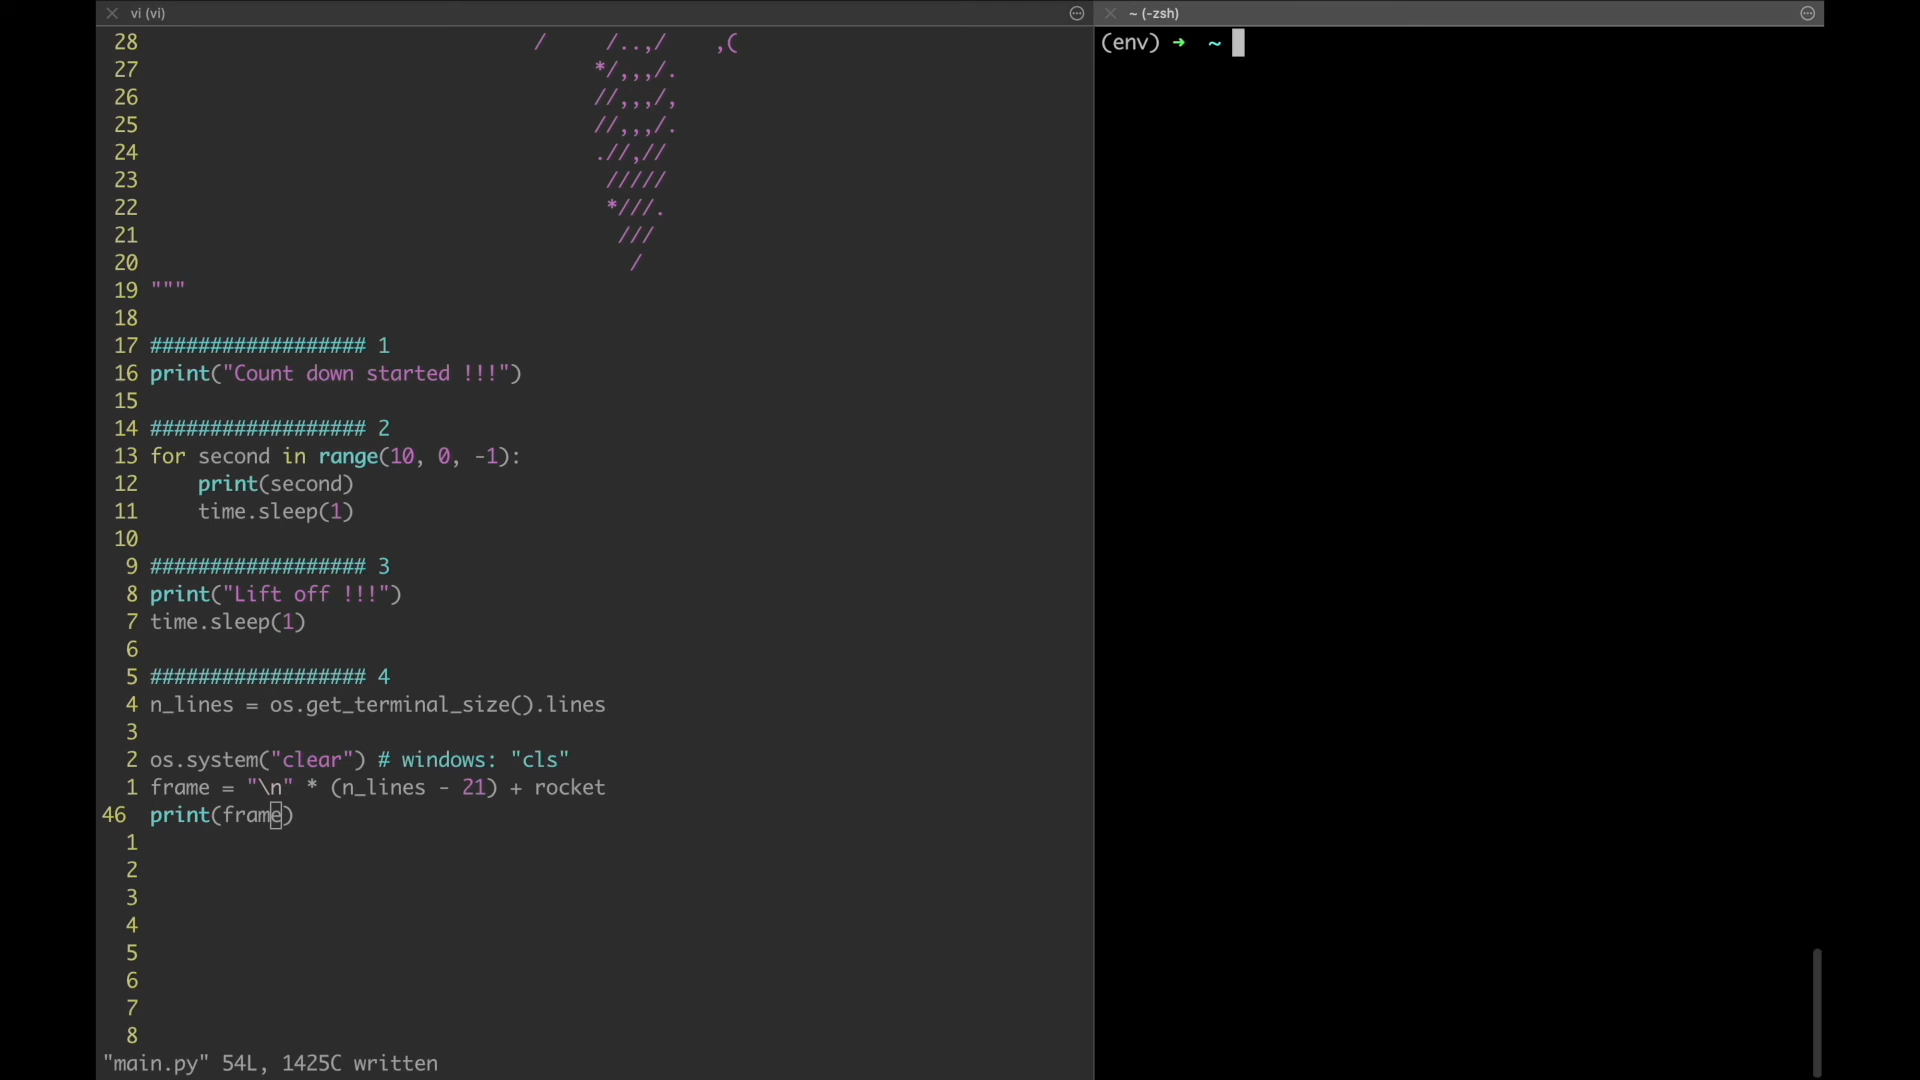 vi (vi)
28 / /..,/ ,(
27 */,,,/.
26 //,,,/,
25 //,,,/.
24 .//,//
23 /////
22 *///.
21 ///
20 /
19 """
18
17 ################## 1
16 print("Count down started !!!")
15
14 ################## 2
13 for second in range(10, 0, -1):
12 print(second)
11 time.sleep(1)
10
9 ################## 3
8 print("Lift off !!!")
7 time.sleep(1)
6
5 ################## 4
4 n_lines = os.get_terminal_size().lines
3
2 os.system("clear") # windows: "cls"
1 frame = "\n" * (n_lines - 21) + rocket
46 print(frame)
1
2
3
4
5
6
7
8
"main.py" 54L, 1425C written
~ (-zsh)
(env) ➜ ~